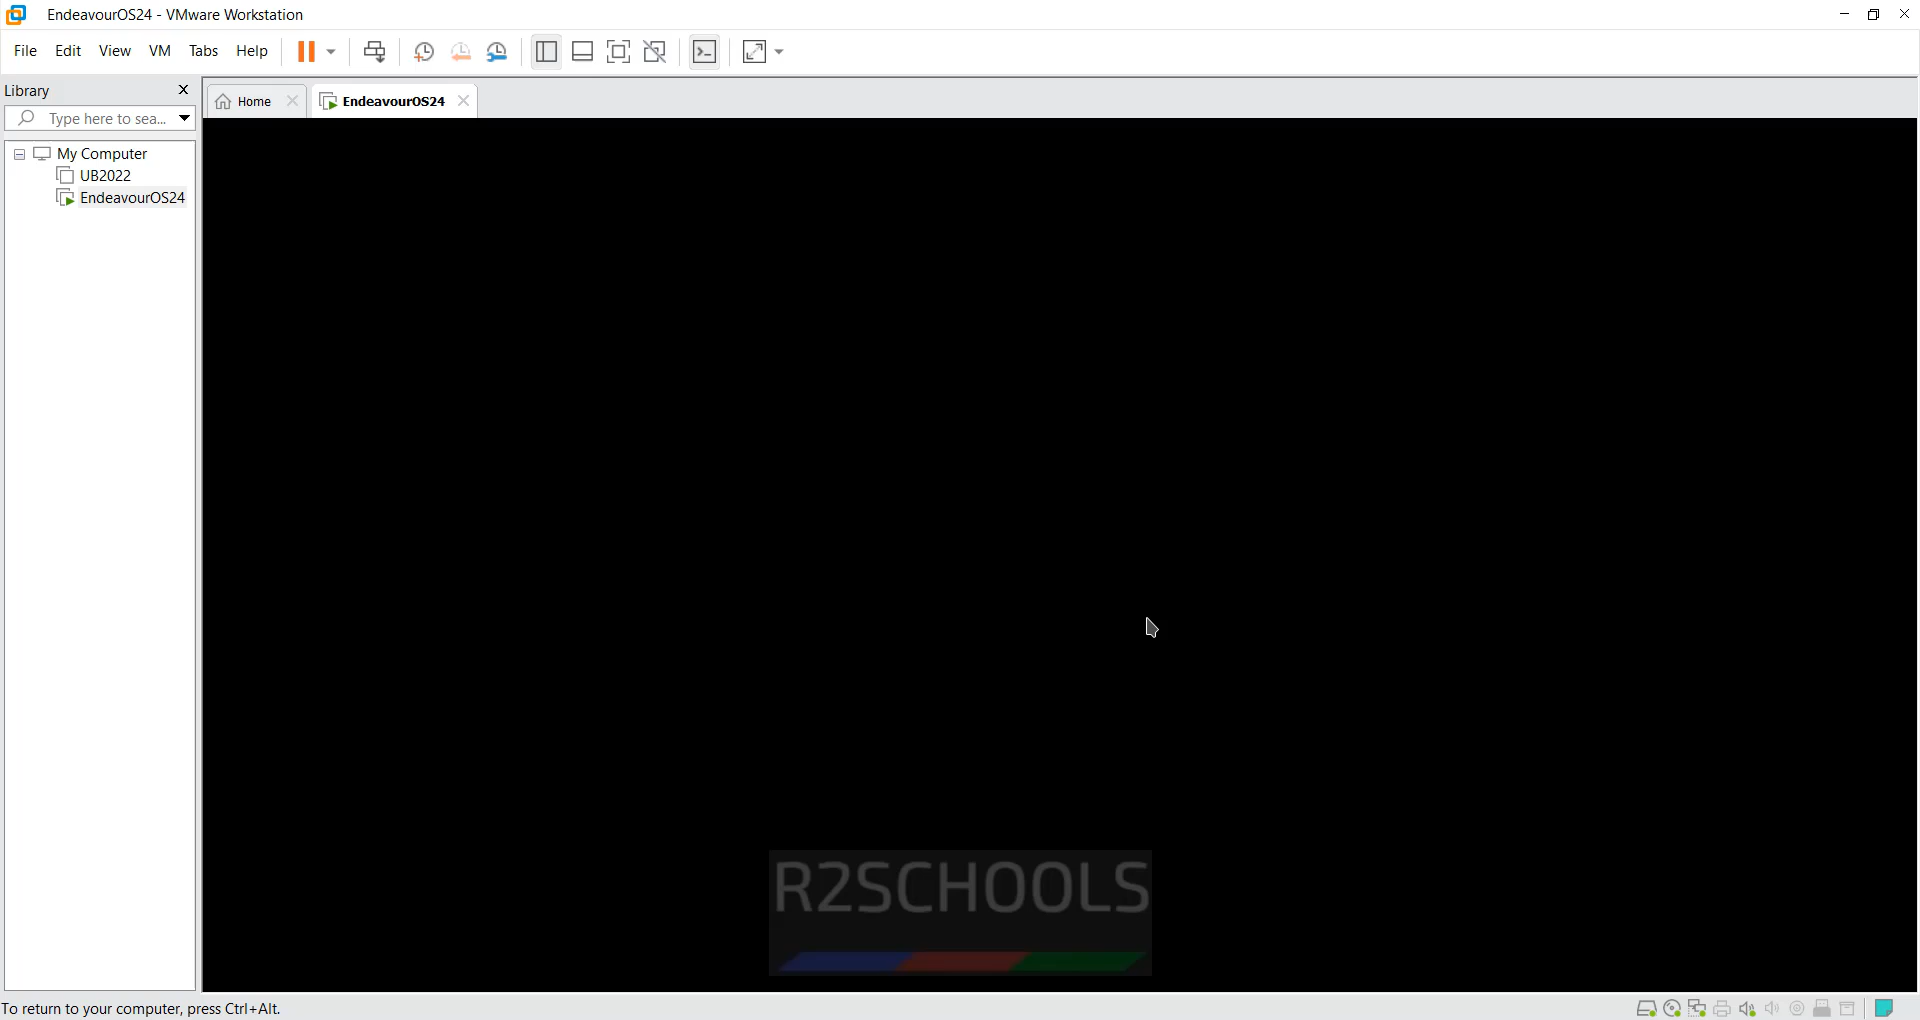 EndeavourOS24 - VMware Workstation
File Edit View VM Tabs Help
Library
Home EndeavourOS24
Type here to sea...
My Computer
UB2022
EndeavourOS24
R2SCHOOLS
To return to your computer, press Ctrl+Alt.